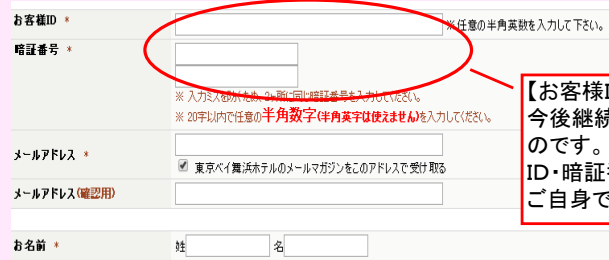 お客様ID *
※任意の半角英数を入力して下さい。
暗証番号 *
※ 入力ミスを防ぐため、2ヶ所に同じ暗証番号を入力してください。
※ 20字以内で任意の半角数字(半角英字は使えません)を入力してください。
メールアドレス *
東京ベイ舞浜ホテルのメールマガジンをこのアドレスで受け取る
メールアドレス(確認用)
お名前 *
姓
名
【お客様I
今後継続
のです。
ID・暗証
ご自身で